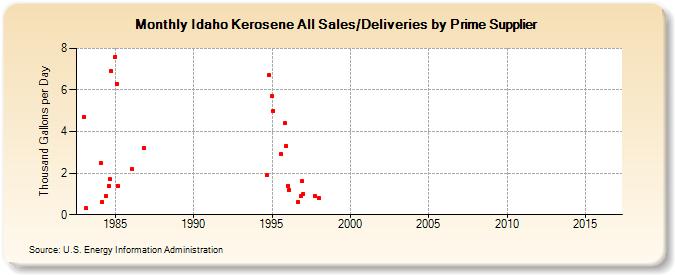 Monthly Idaho Kerosene All Sales/Deliveries by Prime Supplier
Thousand Gallons per Day
8
6
4
2
0
1985 1990 1995 2000 2005 2010 2015
Source: U.S. Energy Information Administration